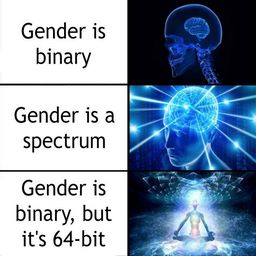 Gender is
binary
Gender is a
spectrum
Gender is
binary, but
it's 64-bit